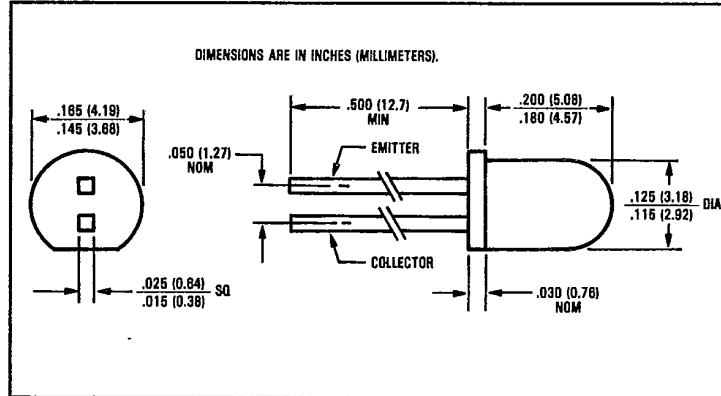 DIMENSIONS ARE IN INCHES (MILLIMETERS).
.165 (4.19)
.145 (3.68)
.500 (12.7)
MIN
.200 (5.08)
.180 (4.57)
.050 (1.27)
NOM
EMITTER
.125 (3.18)
.115 (2.92)
DIA
COLLECTOR
.025 (0.64)
.015 (0.38)
SQ
.030 (0.76)
NOM